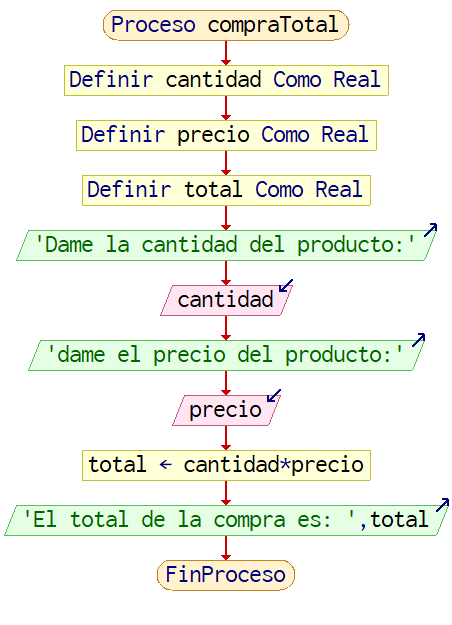 Proceso compraTotal
Definir cantidad Como Real
Definir precio Como Real
Definir total Como Real
'Dame la cantidad del producto:'
cantidad
'dame el precio del producto:'
precio
total ← cantidad*precio
'El total de la compra es: ',total
FinProceso